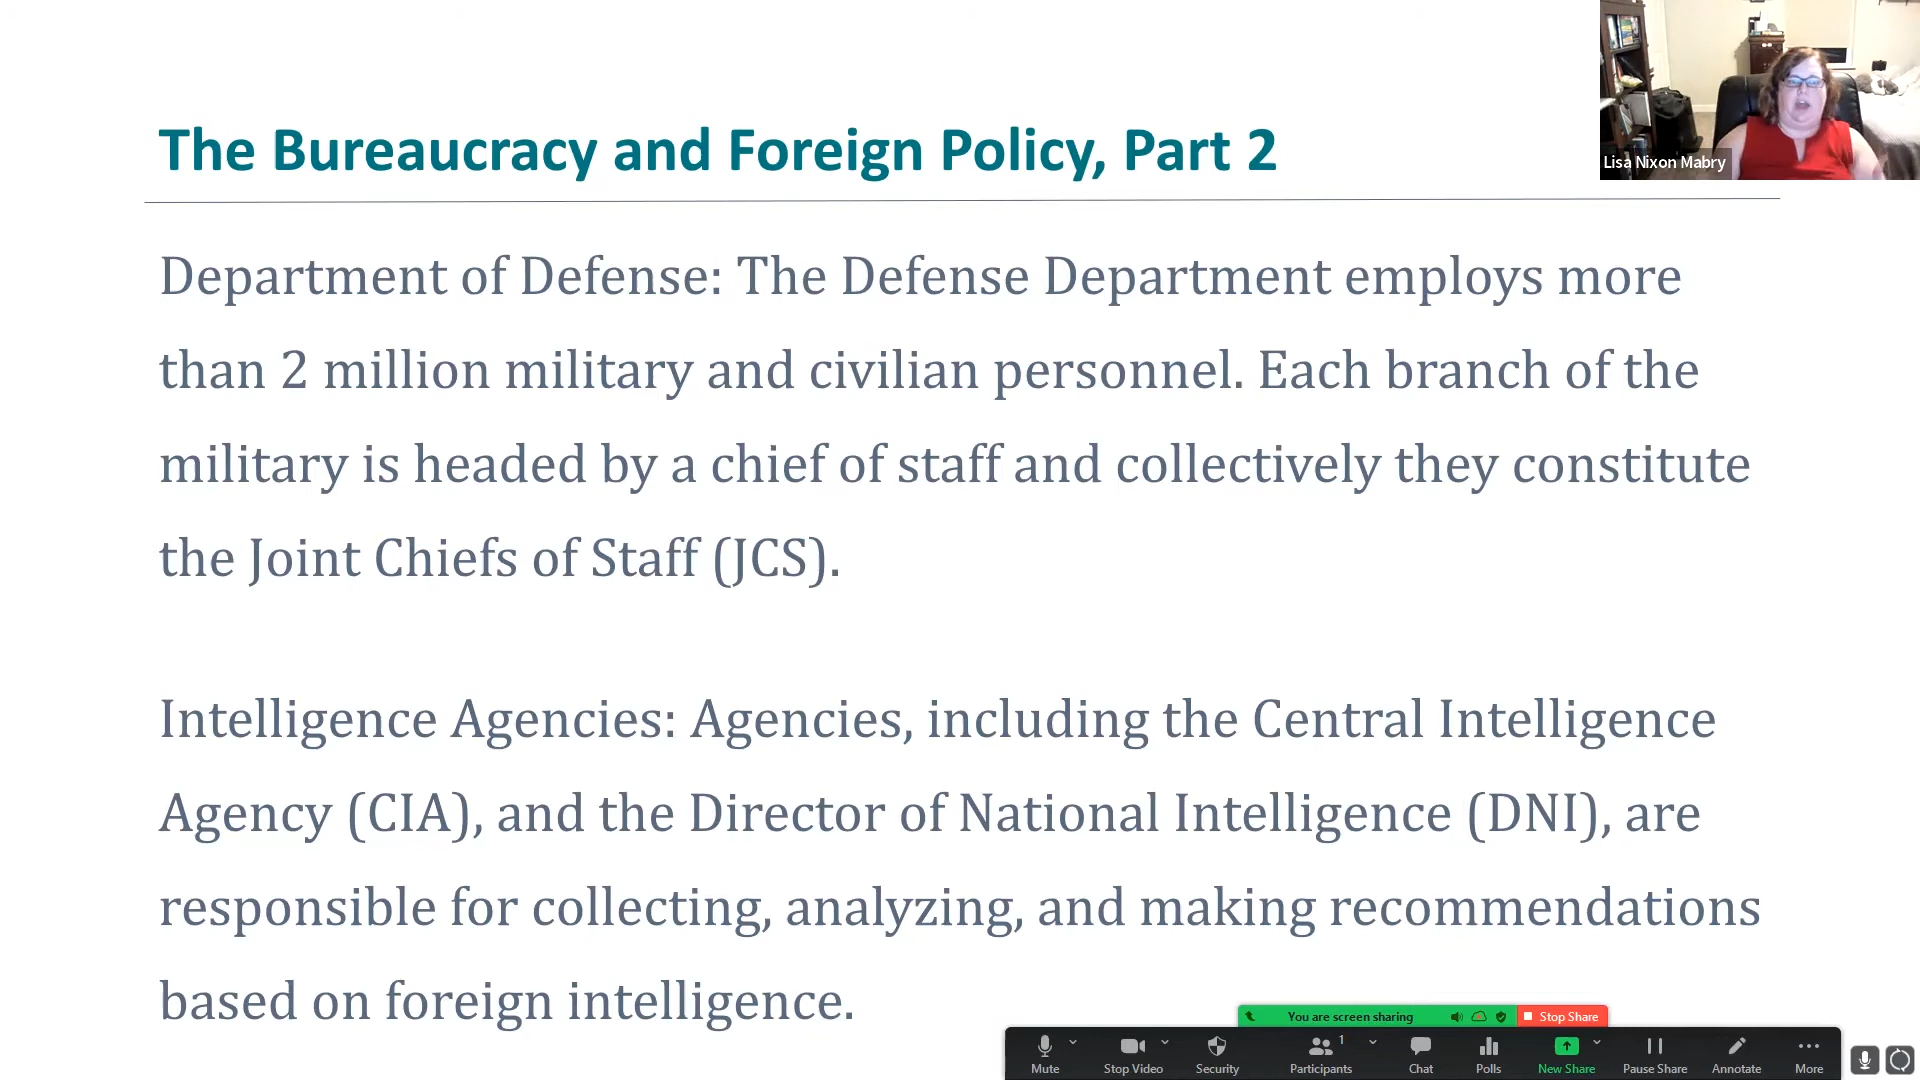 The Bureaucracy and Foreign Policy, Part 2
Lisa Nixon Mabry
Department of Defense: The Defense Department employs more
than 2 million military and civilian personnel. Each branch of the
military is headed by a chief of staff and collectively they constitute
the Joint Chiefs of Staff (JCS).
Intelligence Agencies: Agencies, including the Central Intelligence
Agency (CIA), and the Director of National Intelligence (DNI), are
responsible for collecting, analyzing, and making recommendations
based on foreign intelligence.
You are screen sharing Stop Share
1
Mute Stop Video Security Participants Chat Polls New Share Pause Share Annotate More